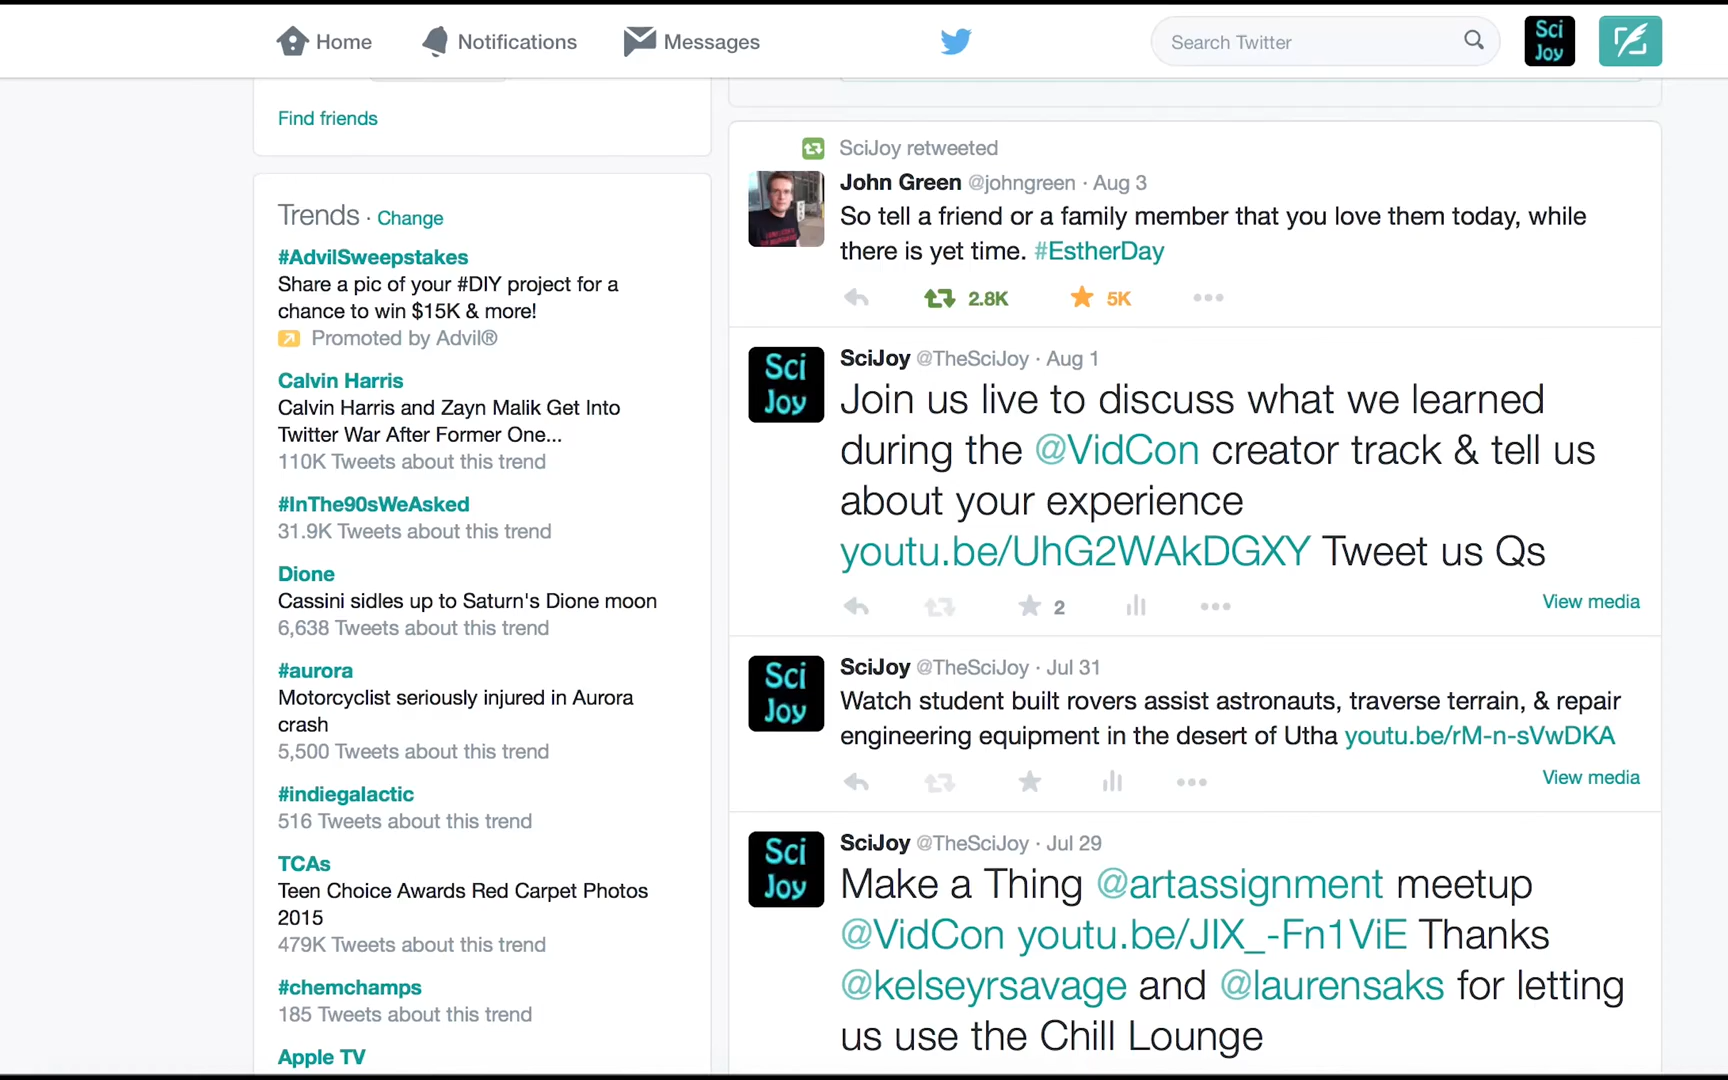 Home Notifications Messages Search Twitter Sci Joy
Find friends
Trends · Change
#AdvilSweepstakes
Share a pic of your #DIY project for a
chance to win $15K & more!
Promoted by Advil®
Calvin Harris
Calvin Harris and Zayn Malik Get Into
Twitter War After Former One...
110K Tweets about this trend
#InThe90sWeAsked
31.9K Tweets about this trend
Dione
Cassini sidles up to Saturn's Dione moon
6,638 Tweets about this trend
#aurora
Motorcyclist seriously injured in Aurora
crash
5,500 Tweets about this trend
#indiegalactic
516 Tweets about this trend
TCAs
Teen Choice Awards Red Carpet Photos
2015
479K Tweets about this trend
#chemchamps
185 Tweets about this trend
Apple TV
SciJoy retweeted
John Green @johngreen · Aug 3
So tell a friend or a family member that you love them today, while
there is yet time. #EstherDay
2.8K 5K
Sci
Joy
SciJoy @TheSciJoy · Aug 1
Join us live to discuss what we learned
during the @VidCon creator track & tell us
about your experience
youtu.be/UhG2WAkDGXY Tweet us Qs
2 View media
Sci
Joy
SciJoy @TheSciJoy · Jul 31
Watch student built rovers assist astronauts, traverse terrain, & repair
engineering equipment in the desert of Utha youtu.be/rM-n-sVwDKA
View media
Sci
Joy
SciJoy @TheSciJoy · Jul 29
Make a Thing @artassignment meetup
@VidCon youtu.be/JIX_-Fn1ViE Thanks
@kelseyrsavage and @laurensaks for letting
us use the Chill Lounge